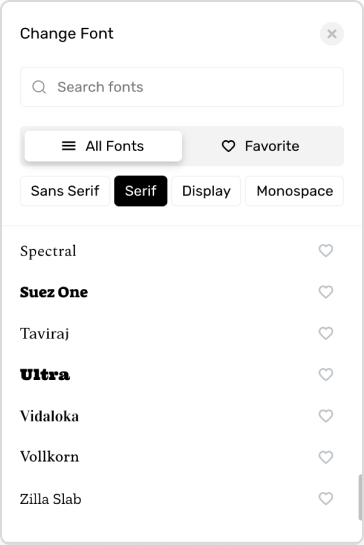 Change Font
Search fonts
All Fonts Favorite
Sans Serif Serif Display Monospace
Spectral
Suez One
Taviraj
Ultra
Vidaloka
Vollkorn
Zilla Slab